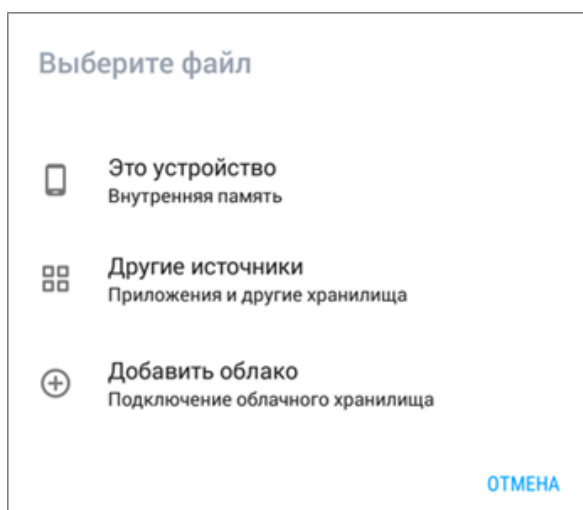 Выберите файл
Это устройство
Внутренняя память
Другие источники
Приложения и другие хранилища
Добавить облако
Подключение облачного хранилища
ОТМЕНА